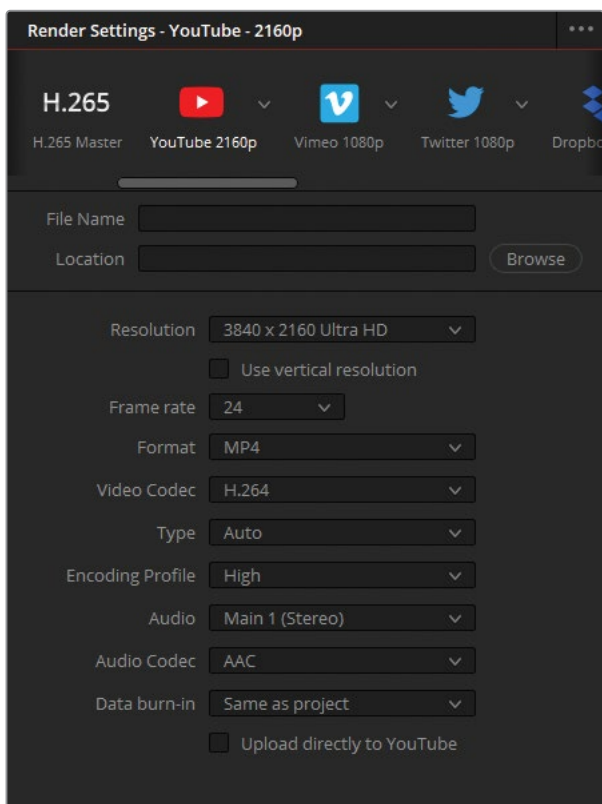 Render Settings - YouTube - 2160p
H.265
H.265 Master YouTube 2160p Vimeo 1080p Twitter 1080p Dropbo
File Name
Location Browse
Resolution 3840 x 2160 Ultra HD
Use vertical resolution
Frame rate 24
Format MP4
Video Codec H.264
Type Auto
Encoding Profile High
Audio Main 1 (Stereo)
Audio Codec AAC
Data burn-in Same as project
Upload directly to YouTube